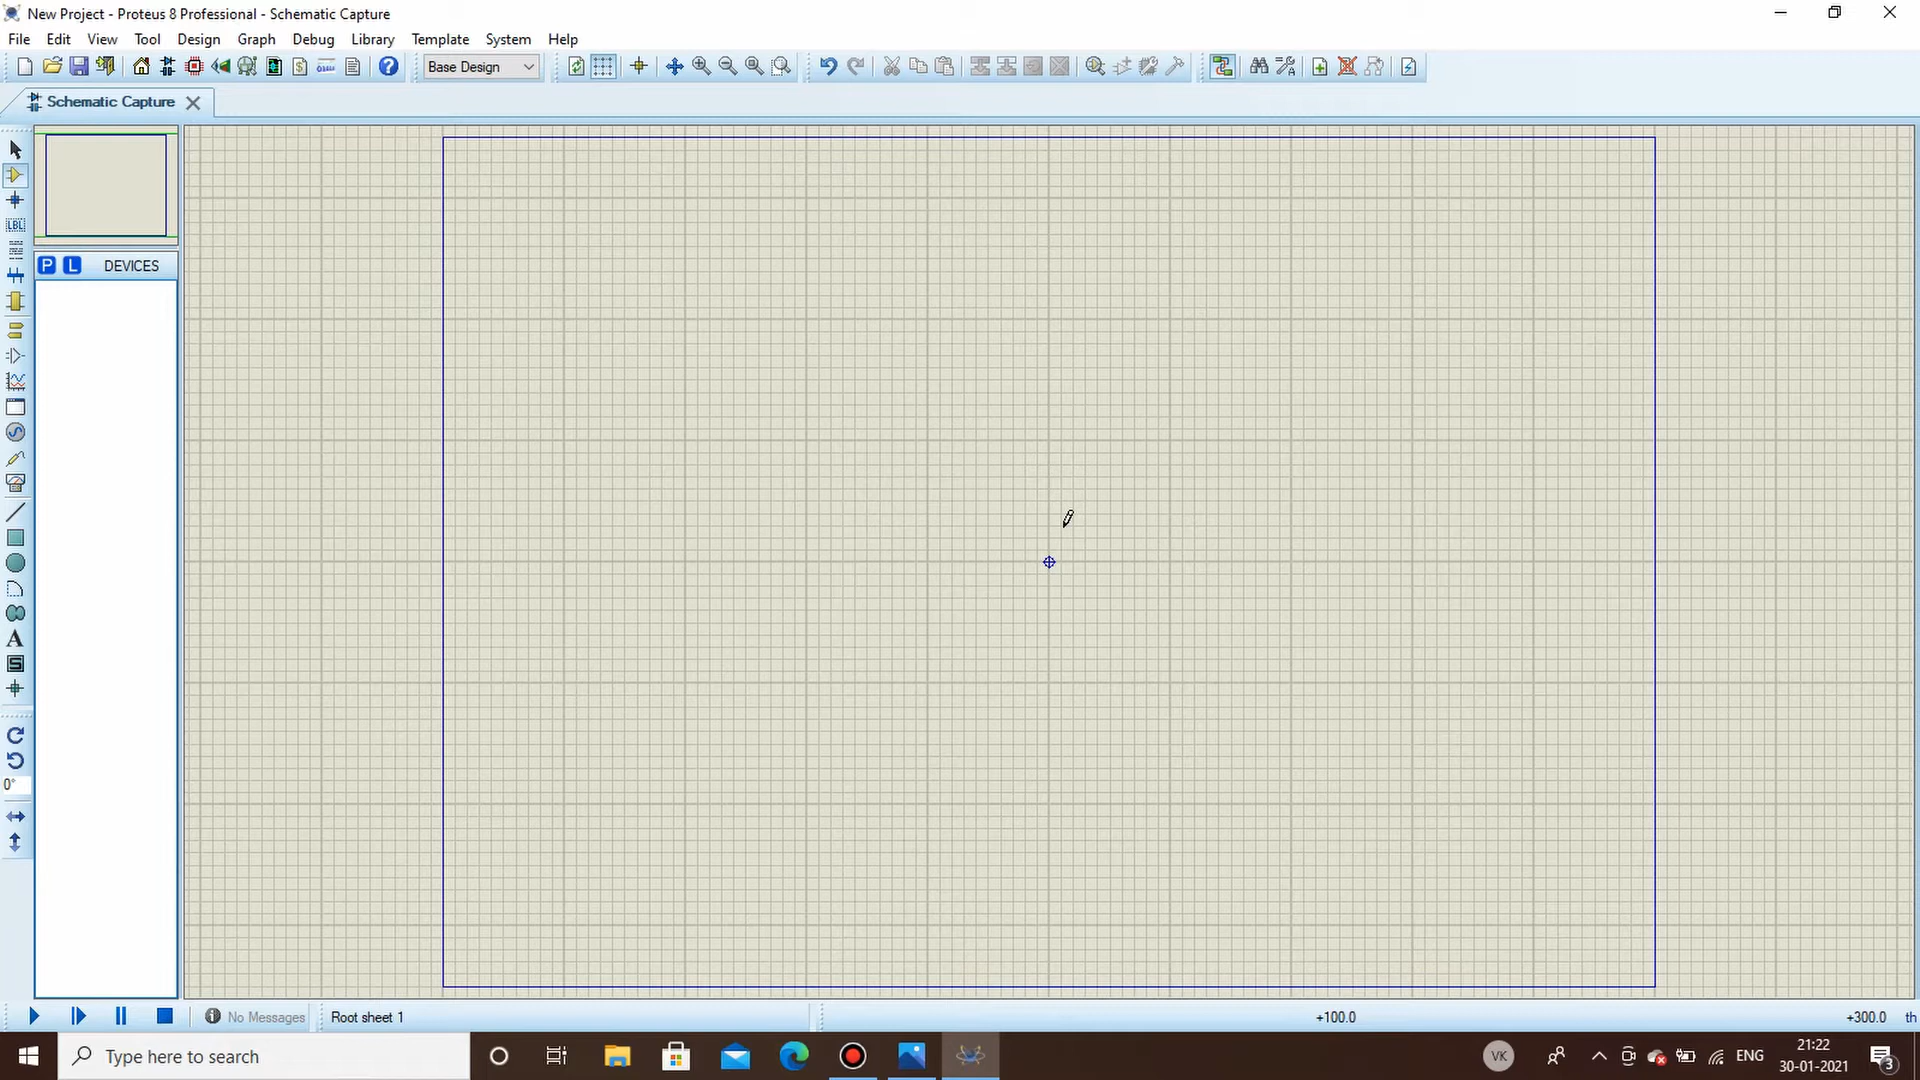 New Project - Proteus 8 Professional - Schematic Capture
File Edit View Tool Design Graph Debug Library Template System Help
Base Design
Schematic Capture
LBL
P L DEVICES
A
S
0°
No Messages Root sheet 1 +100.0 +300.0 th
Type here to search
VK ENG
21:22
30-01-2021
3